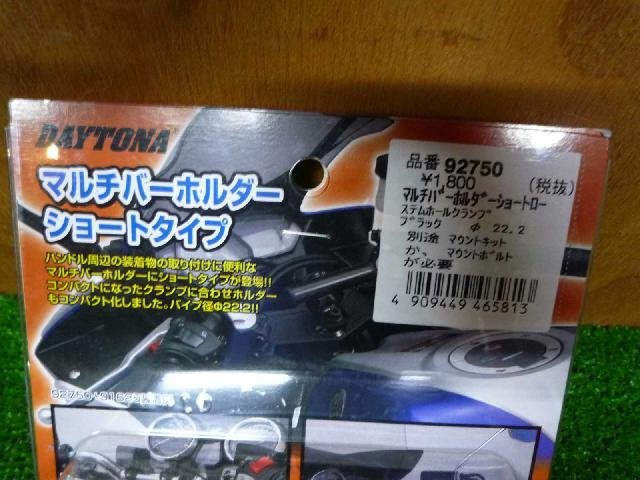 DAYTONA
マルチバーホルダー
ショートタイプ
ハンドル周辺の装着物の取り付けに便利な
マルチバーホルダーにショートタイプが登場!!
コンパクトになったクランプに合わせホルダー
もコンパクト化しました。パイプ径Φ22.2!!
品番 92750
¥1,800 (税抜)
マルチバーホルダーショートロー
ステムホールクランプ
ブラック φ 22.2
別途 マウントキット
か、 マウントボルト
が必要
4 909449 465813